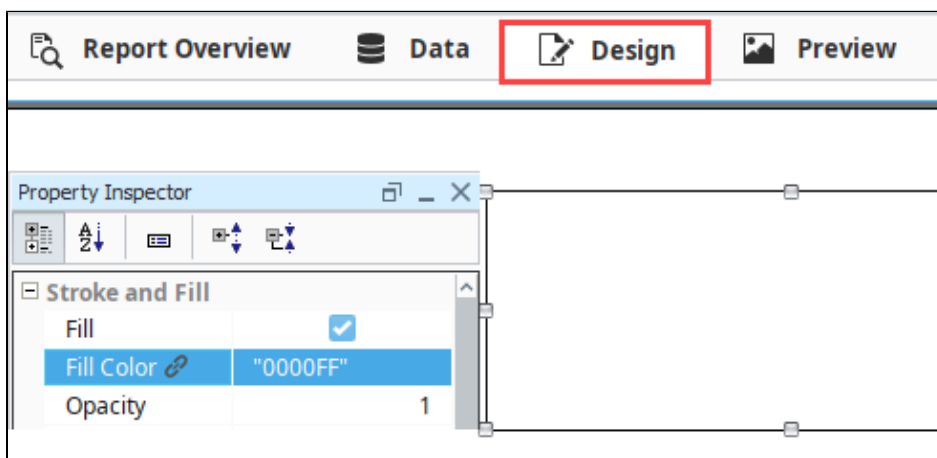 Report Overview Data Design Preview
Property Inspector
Stroke and Fill
Fill
Fill Color "0000FF"
Opacity 1